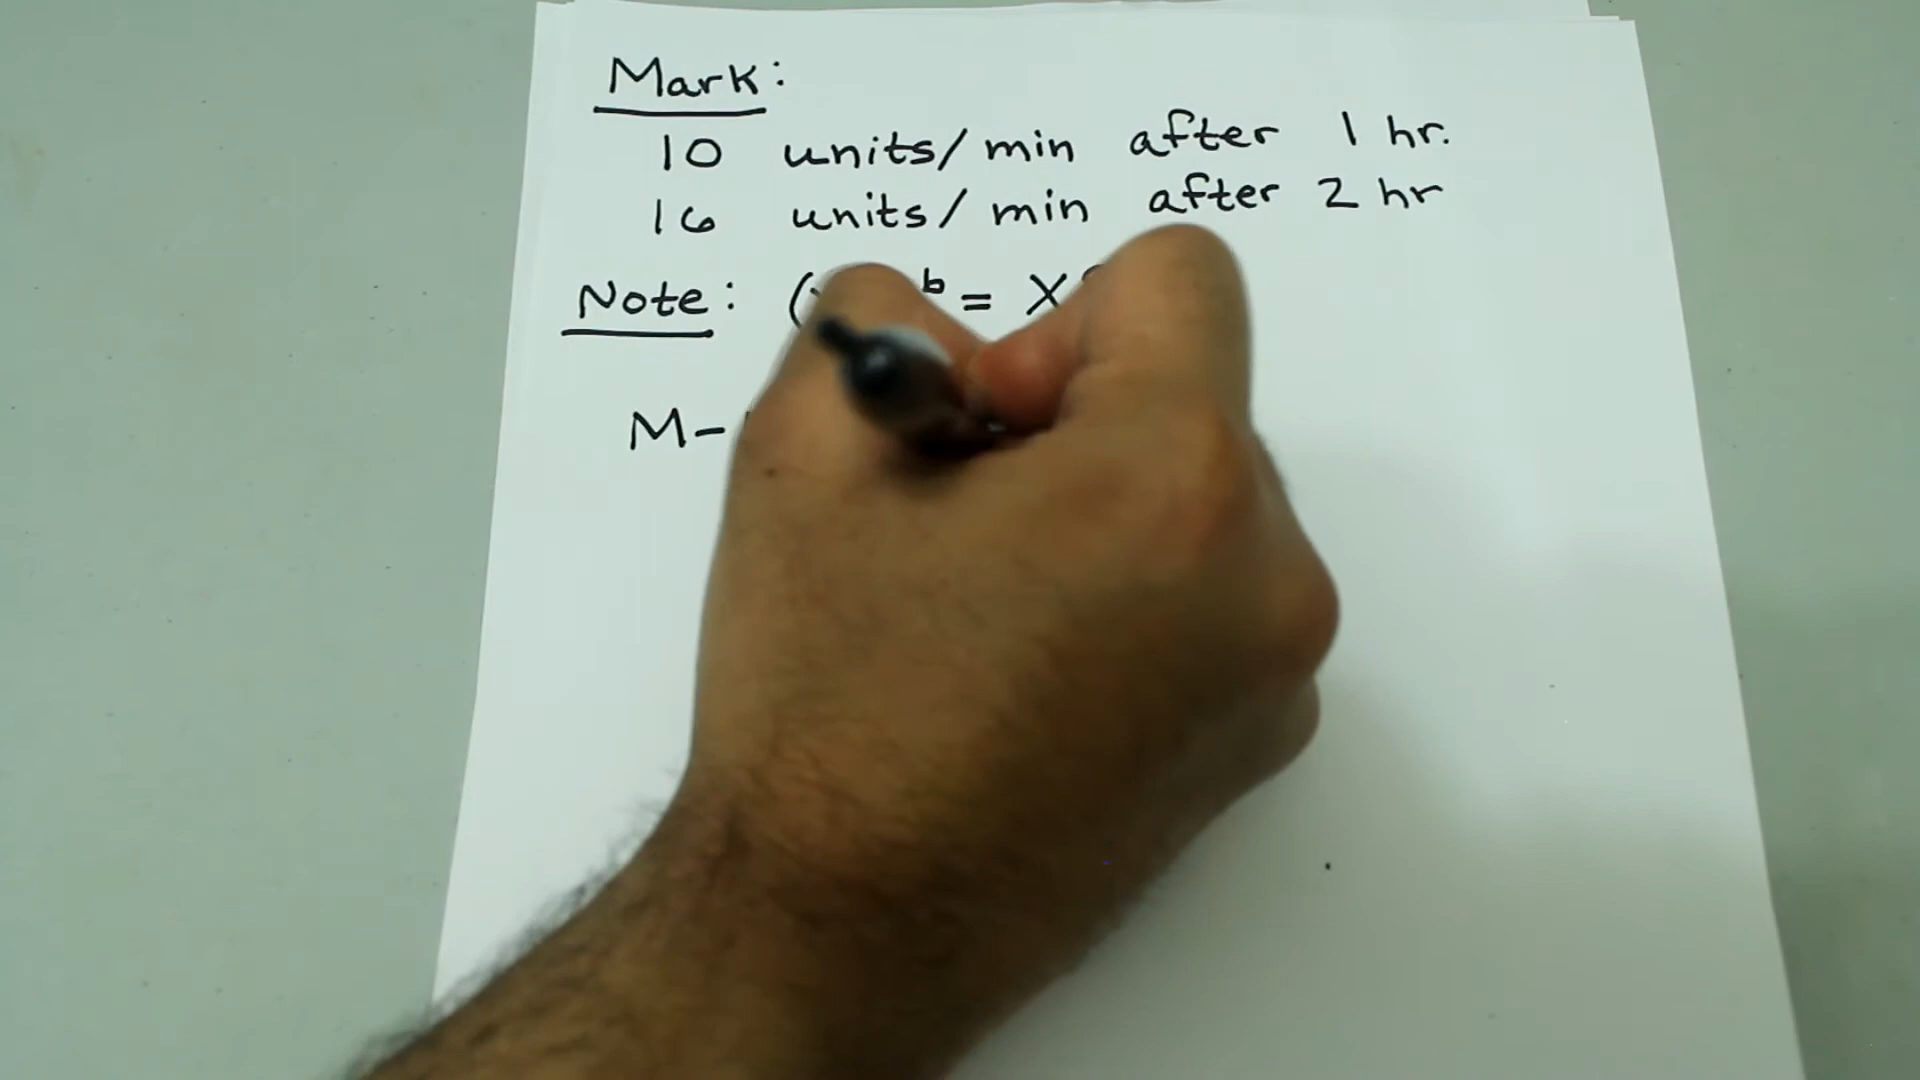 Mark:
10 units/min after 1 hr.
16 units/min after 2 hr
Note: ( b = X
M-